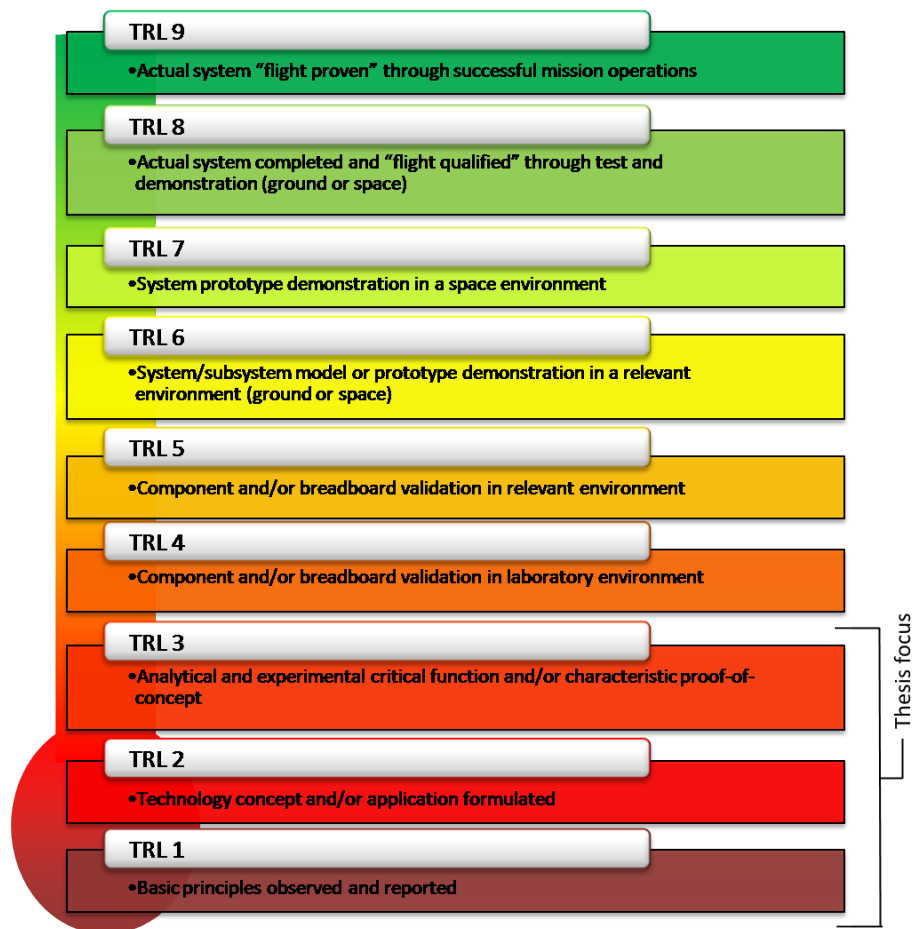 TRL 9
•Actual system “flight proven” through successful mission operations
TRL 8
•Actual system completed and “flight qualified” through test and
demonstration (ground or space)
TRL 7
•System prototype demonstration in a space environment
TRL 6
•System/subsystem model or prototype demonstration in a relevant
environment (ground or space)
TRL 5
•Component and/or breadboard validation in relevant environment
TRL 4
•Component and/or breadboard validation in laboratory environment
TRL 3
•Analytical and experimental critical function and/or characteristic proof-of-
concept
TRL 2
•Technology concept and/or application formulated
TRL 1
•Basic principles observed and reported
Thesis focus